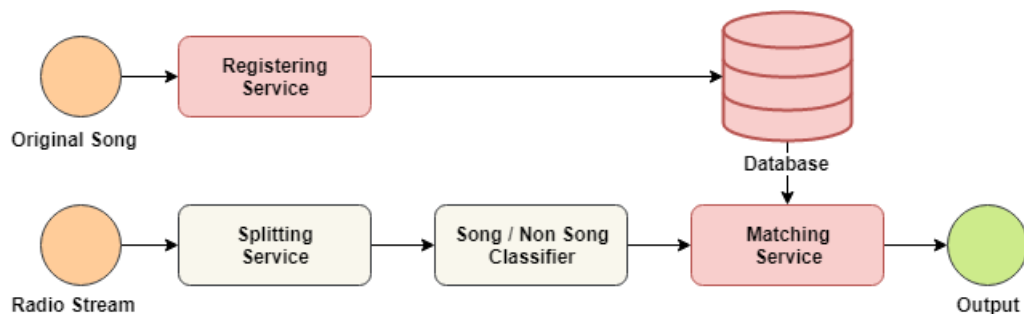 Registering
Service
Original Song
Database
Splitting
Service
Song / Non Song
Classifier
Matching
Service
Radio Stream
Output